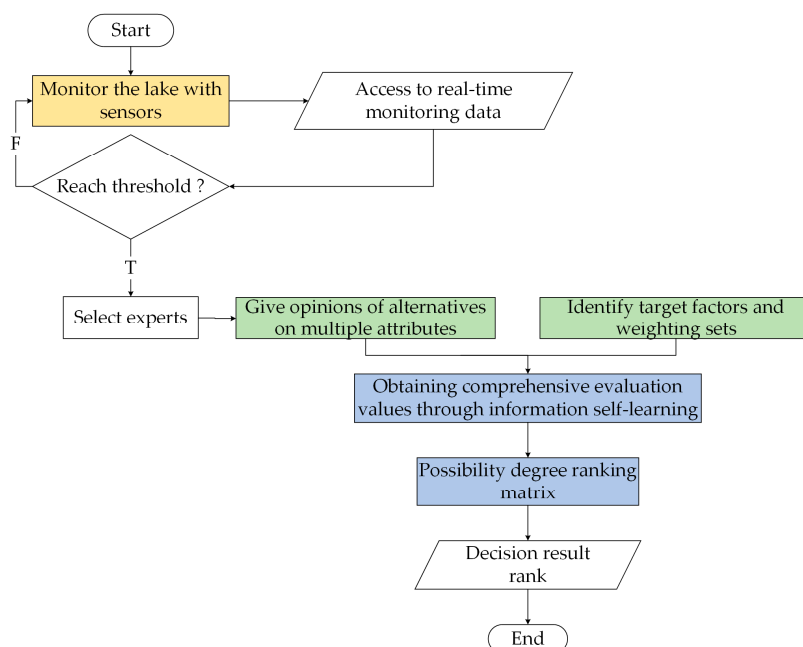 Start
Monitor the lake with
sensors
Access to real-time
monitoring data
F
Reach threshold ?
T
Select experts
Give opinions of alternatives
on multiple attributes
Identify target factors and
weighting sets
Obtaining comprehensive evaluation
values through information self-learning
Possibility degree ranking
matrix
Decision result
rank
End